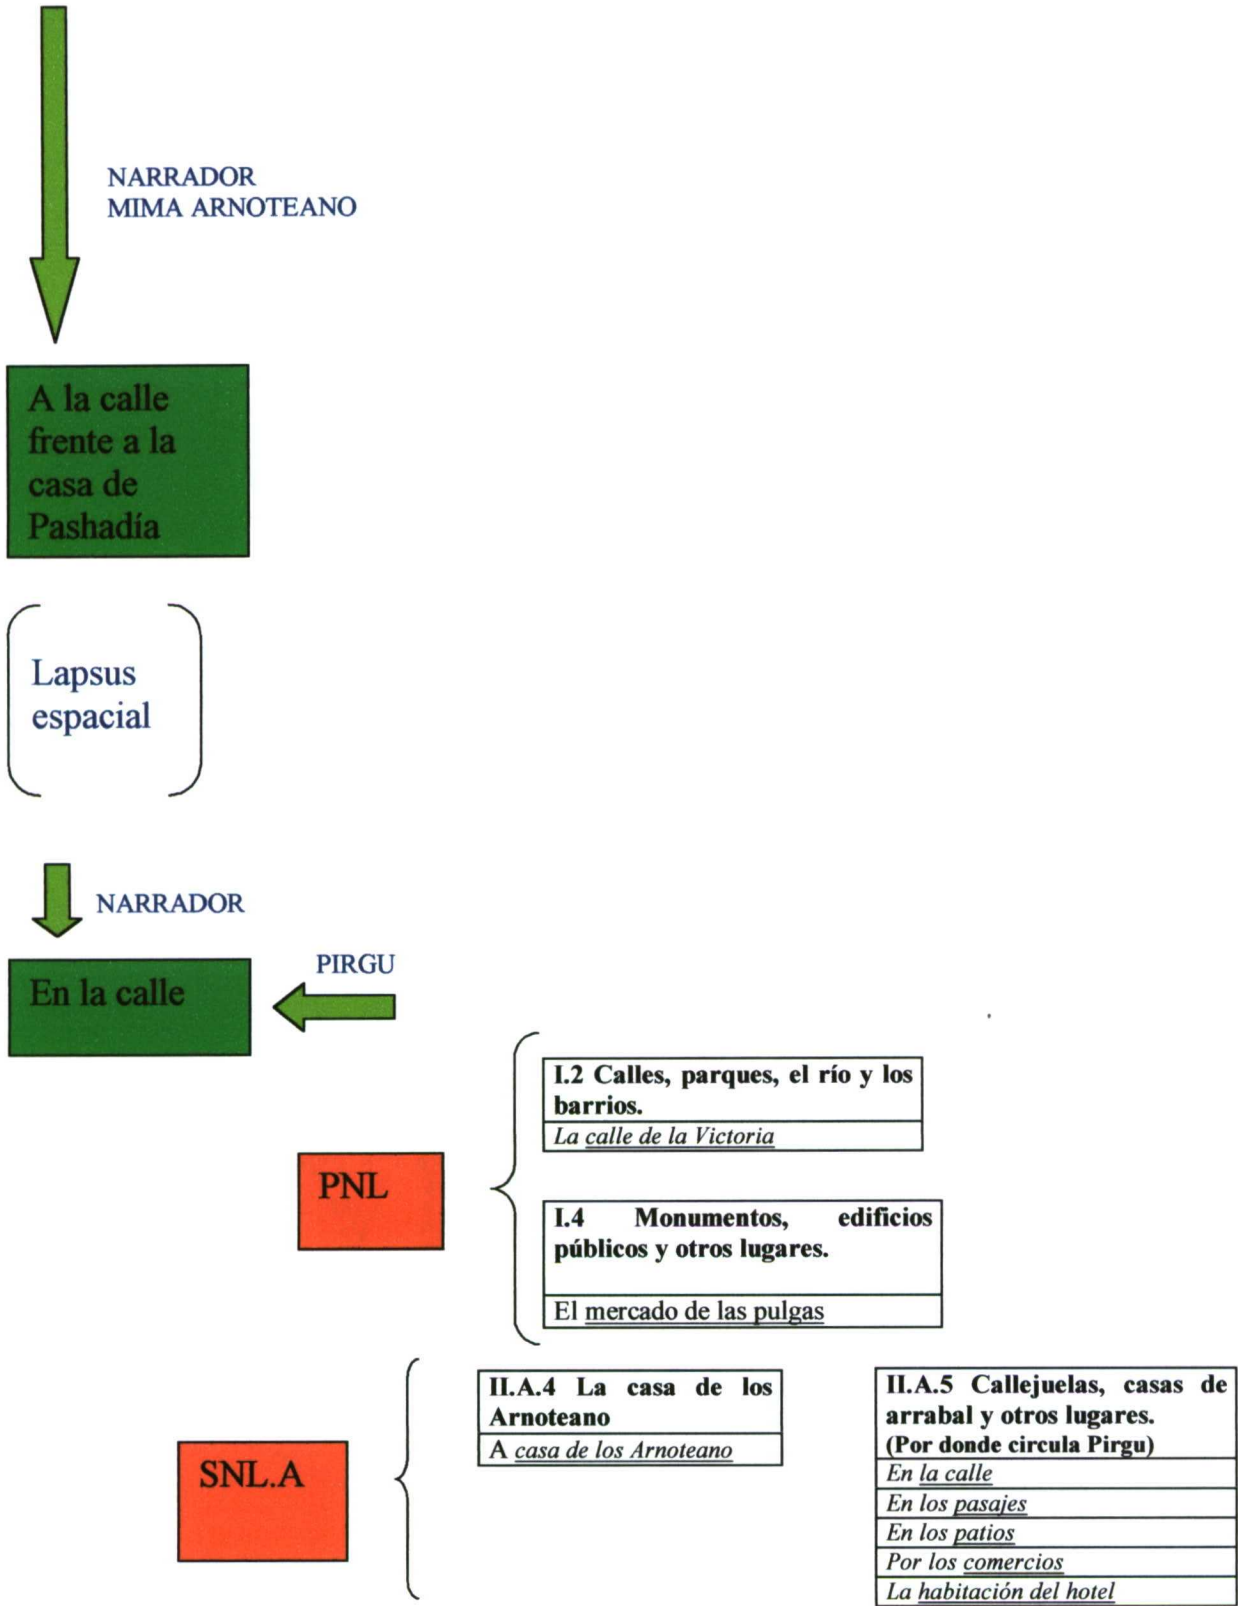 NARRADOR
MIMA ARNOTEANO
A la calle
frente a la
casa de
Pashadía
Lapsus
espacial
NARRADOR
PIRGU
En la calle
I.2 Calles, parques, el río y los
barrios.
La calle de la Victoria
PNL
I.4 Monumentos, edificios
públicos y otros lugares.
El mercado de las pulgas
II.A.4 La casa de los
Arnoteano
A casa de los Arnoteano
SNL.A
II.A.5 Callejuelas, casas de
arrabal y otros lugares.
(Por donde circula Pirgu)
En la calle
En los pasajes
En los patios
Por los comercios
La habitación del hotel